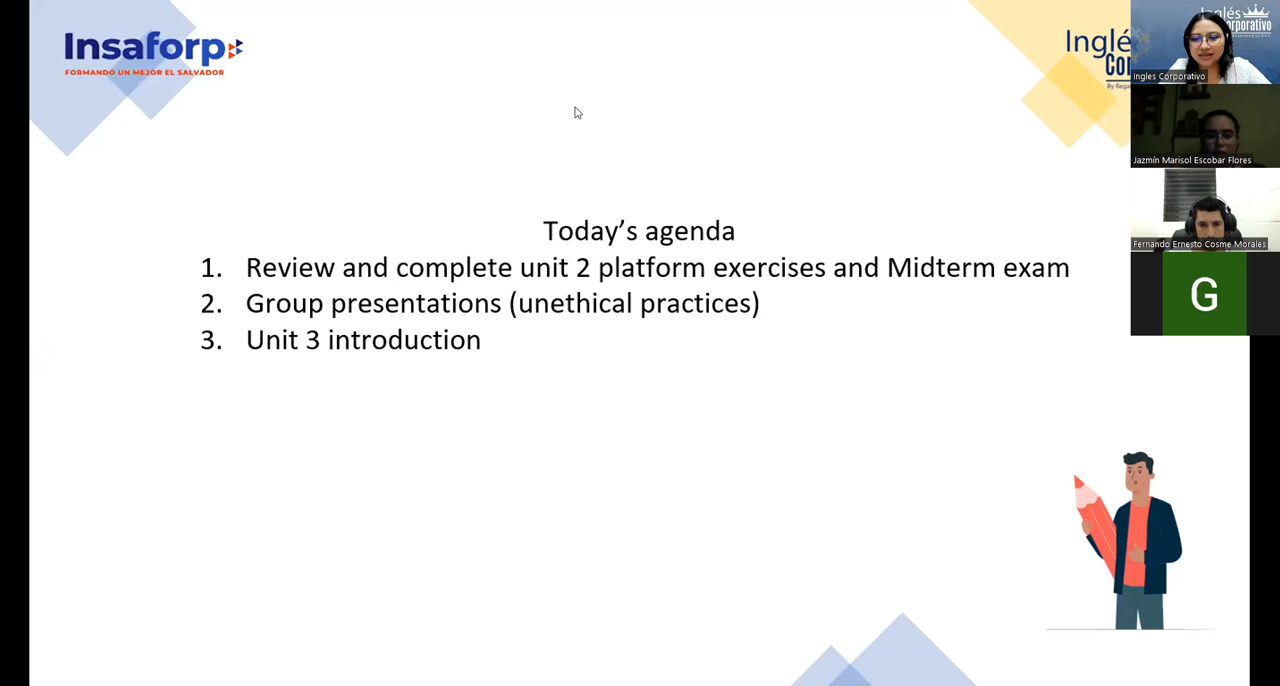 Insaforp
FORMANDO UN MEJOR EL SALVADOR
Inglés
Corporativo
Ingles Corporativo
Jazmín Marisol Escobar Flores
Fernando Ernesto Cosme Morales
G
Today's agenda
1. Review and complete unit 2 platform exercises and Midterm exam
2. Group presentations (unethical practices)
3. Unit 3 introduction